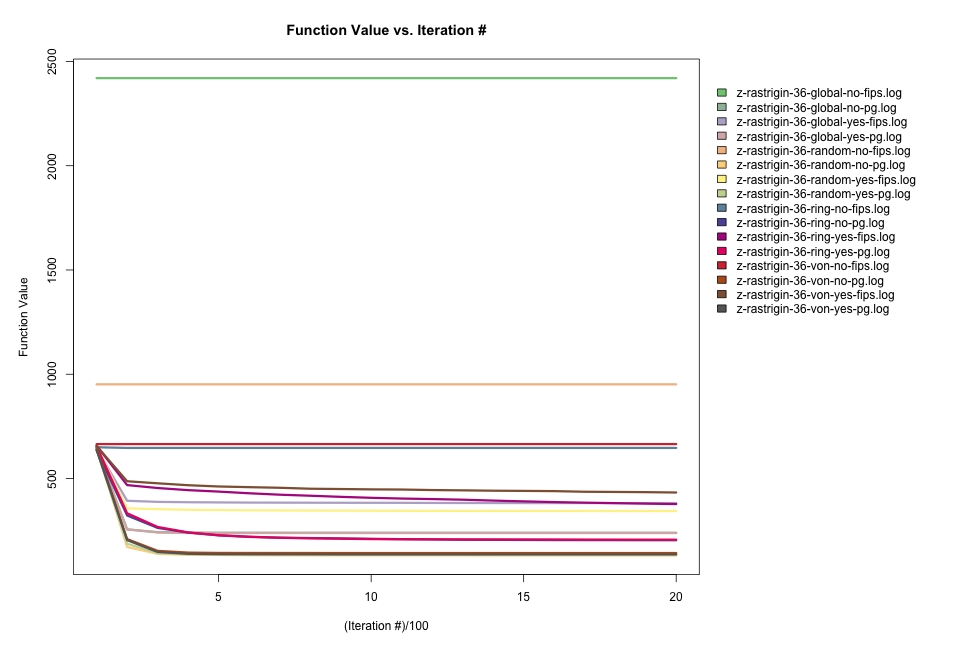 Function Value vs. Iteration #
2500
2000
1500
1000
500
Function Value
5
10
15
20
(Iteration #)/100
z-rastrigin-36-global-no-fips.log
z-rastrigin-36-global-no-pg.log
z-rastrigin-36-global-yes-fips.log
z-rastrigin-36-global-yes-pg.log
z-rastrigin-36-random-no-fips.log
z-rastrigin-36-random-no-pg.log
z-rastrigin-36-random-yes-fips.log
z-rastrigin-36-random-yes-pg.log
z-rastrigin-36-ring-no-fips.log
z-rastrigin-36-ring-no-pg.log
z-rastrigin-36-ring-yes-fips.log
z-rastrigin-36-ring-yes-pg.log
z-rastrigin-36-von-no-fips.log
z-rastrigin-36-von-no-pg.log
z-rastrigin-36-von-yes-fips.log
z-rastrigin-36-von-yes-pg.log